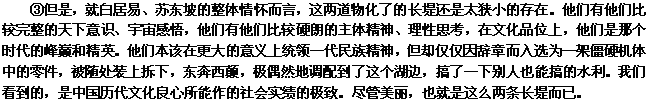 ③但是，就白居易、苏东坡的整体情怀而言，这两道物化了的长堤还是太狭小的存在。他们有他们比
较完整的天下意识、宇宙感悟，他们有他们比较硬朗的主体精神、理性思考，在文化品位上，他们是那个
时代的峰巅和精英。他们本该在更大的意义上统领一代民族精神，但却仅仅因辞章而入选为一架僵硬机体
中的零件，被随处装上拆下，东奔西颠，极偶然地调配到了这个湖边，搞了一下别人也能搞的水利。我们
看到的，是中国历代文化良心所能作的社会实绩的极致。尽管美丽，也就是这么两条长堤而已。